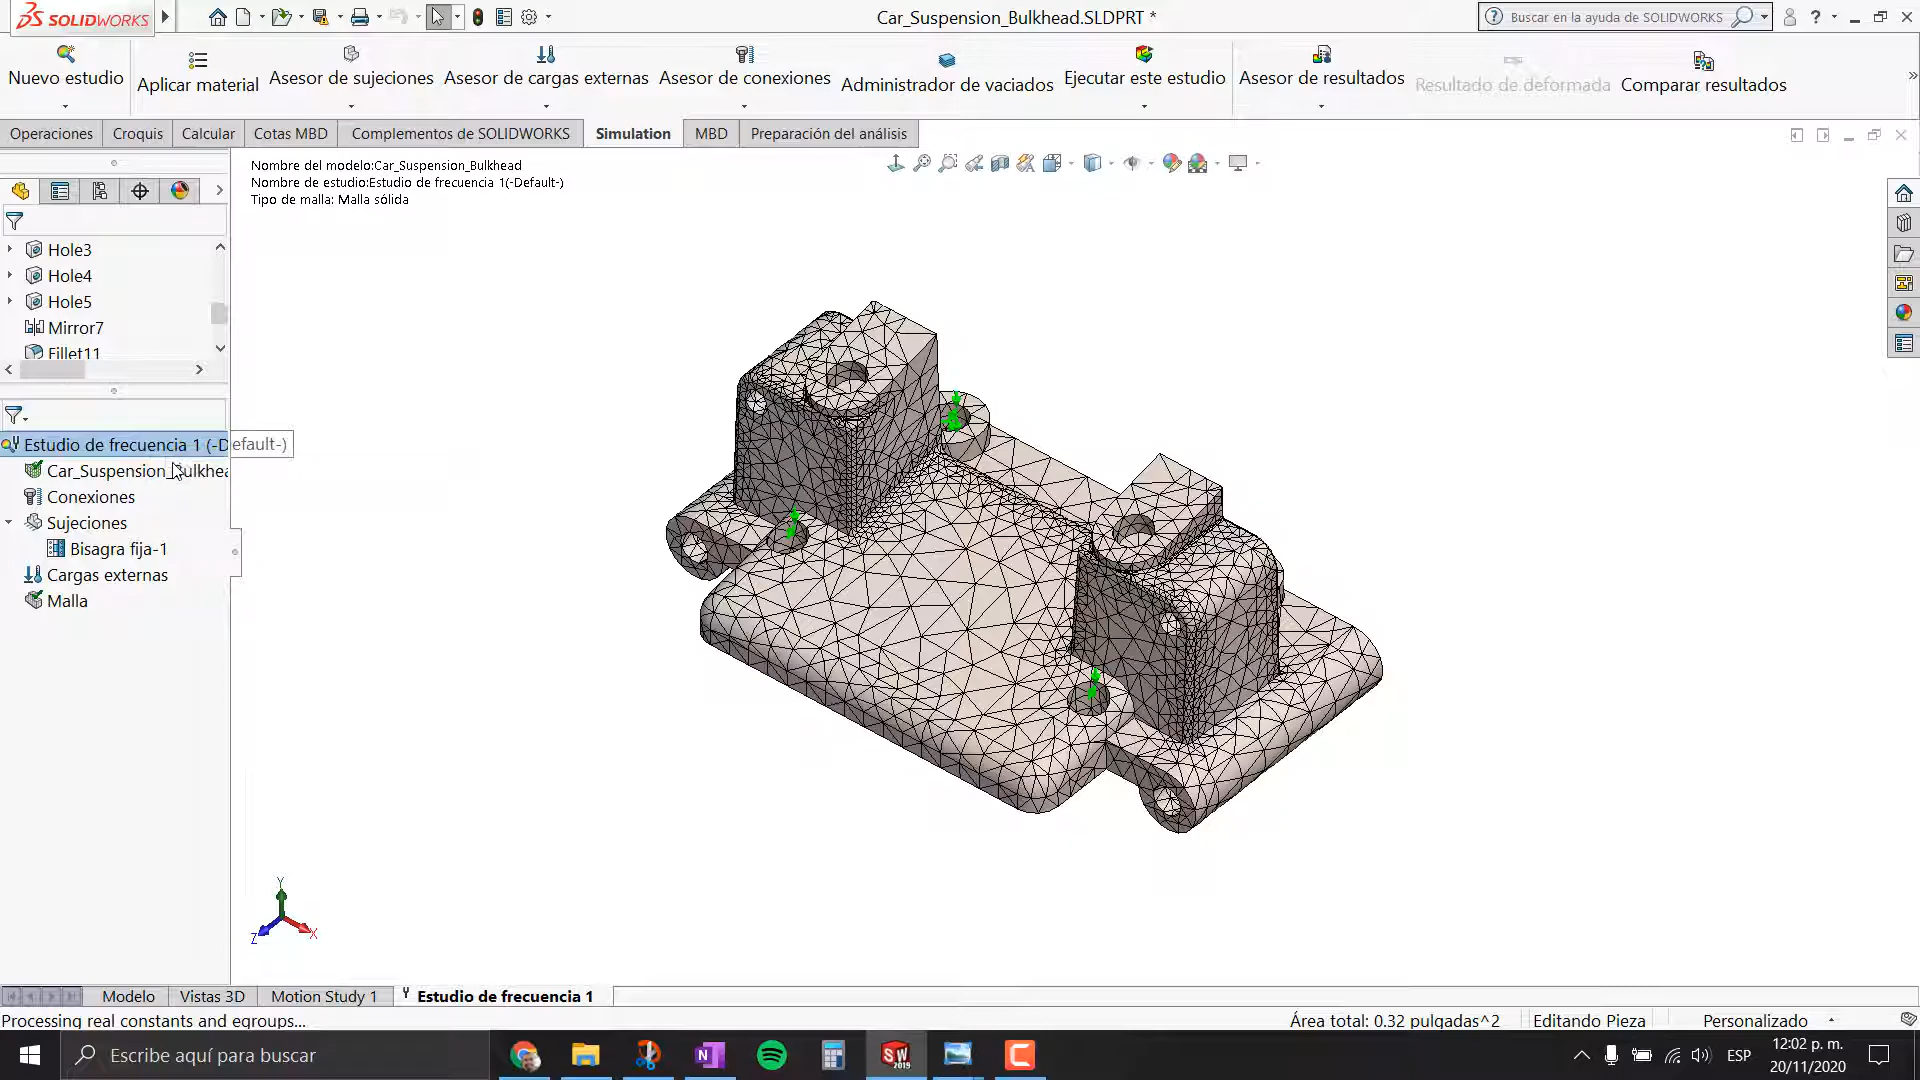 SOLIDWORKS
Car_Suspension_Bulkhead.SLDPRT *
Buscar en la ayuda de SOLIDWORKS
?
Nuevo estudio
Aplicar material
Asesor de sujeciones
Asesor de cargas externas
Asesor de conexiones
Administrador de vaciados
Ejecutar este estudio
Asesor de resultados
Resultado de deformada
Comparar resultados
Operaciones
Croquis
Calcular
Cotas MBD
Complementos de SOLIDWORKS
Simulation
MBD
Preparación del análisis
Nombre del modelo:Car_Suspension_Bulkhead
Nombre de estudio:Estudio de frecuencia 1(-Default-)
Tipo de malla: Malla sólida
Hole3
Hole4
Hole5
Mirror7
Fillet11
Estudio de frecuencia 1 (-Default-)
Car_Suspension_Bulkhea
Conexiones
Sujeciones
Bisagra fija-1
Cargas externas
Malla
Y
Z
X
Modelo
Vistas 3D
Motion Study 1
Estudio de frecuencia 1
Processing real constants and egroups...
Área total: 0.32 pulgadas^2
Editando Pieza
Personalizado
Escribe aquí para buscar
N
SW
2019
C
ESP
12:02 p. m.
20/11/2020